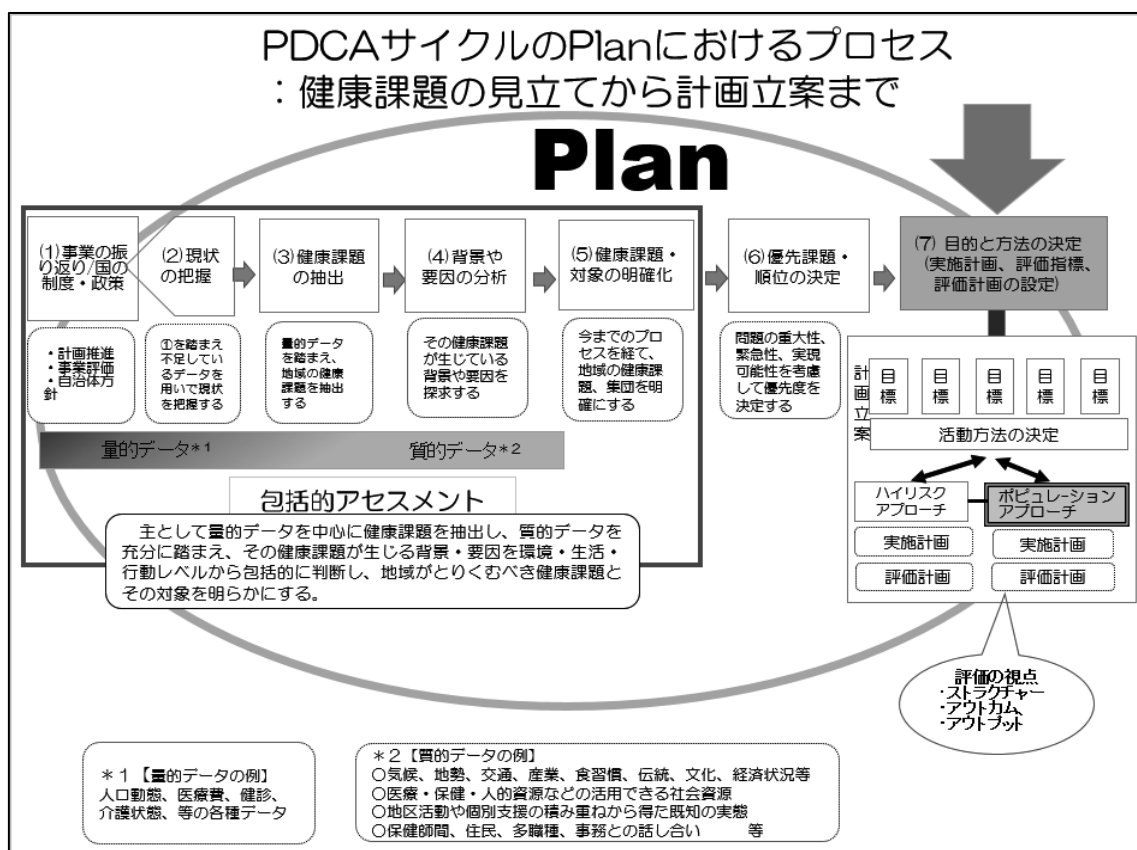 PDCAサイクルのPlanにおけるプロセス
：健康課題の見立てから計画立案まで
Plan
(1)事業の振
り返り/国の
制度・政策
(2)現状
の把握
(3)健康課題
の抽出
(4)背景や
要因の分析
(5)健康課題・
対象の明確化
(6)優先課題・
順位の決定
(7) 目的と方法の決定
(実施計画、評価指標、
評価計画の設定)
・計画推進
・事業評価
・自治体方
針
①を踏まえ
不足してい
るデータを
用いて現状
を把握する
量的データ
を踏まえ、
地域の健康
課題を抽出
する
その健康課題
が生じている
背景や要因を
探求する
今までのプロ
セスを経て、
地域の健康課
題、集団を明
確にする
問題の重大性、
緊急性、実現
可能性を考慮
して優先度を
決定する
計画立案
目標
目標
目標
目標
目標
活動方法の決定
ハイリスク
アプローチ
ポピュレーション
アプローチ
実施計画
実施計画
評価計画
評価計画
量的データ*1
質的データ*2
包括的アセスメント
主として量的データを中心に健康課題を抽出し、質的データを
充分に踏まえ、その健康課題が生じる背景・要因を環境・生活・
行動レベルから包括的に判断し、地域がとりくむべき健康課題と
その対象を明らかにする。
評価の視点
・ストラクチャー
・アウトカム、
・アウトプット
＊1 【量的データの例】
人口動態、医療費、健診、
介護状態、等の各種データ
＊2 【質的データの例】
○気候、地勢、交通、産業、食習慣、伝統、文化、経済状況等
○医療・保健・人的資源などの活用できる社会資源
○地区活動や個別支援の積み重ねから得た既知の実態
○保健師間、住民、多職種、事務との話し合い　　等